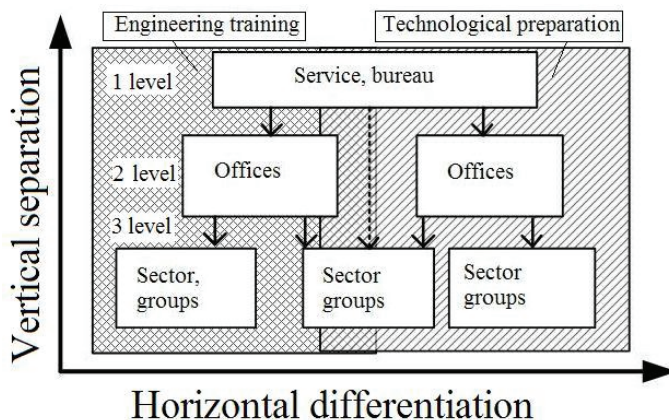 Engineering training
Technological preparation
1 level
Service, bureau
2 level
Offices
Offices
3 level
Sector,
groups
Sector
groups
Sector
groups
Vertical separation
Horizontal differentiation